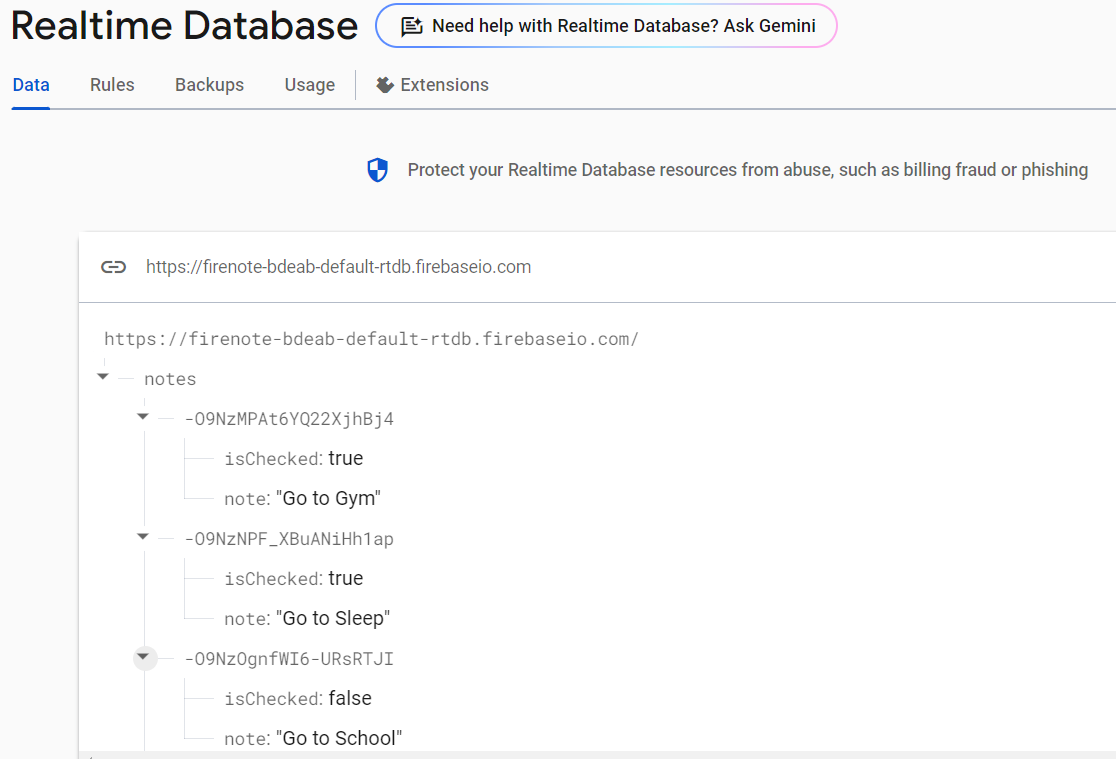 Realtime Database
Need help with Realtime Database? Ask Gemini
Data Rules Backups Usage Extensions
Protect your Realtime Database resources from abuse, such as billing fraud or phishing
https://firenote-bdeab-default-rtdb.firebaseio.com
https://firenote-bdeab-default-rtdb.firebaseio.com/
notes
-O9NzMPAt6YQ22XjhBj4
isChecked: true
note: "Go to Gym"
-O9NzNPF_XBuANiHh1ap
isChecked: true
note: "Go to Sleep"
-O9NzOgnfWI6-URsRTJI
isChecked: false
note: "Go to School"